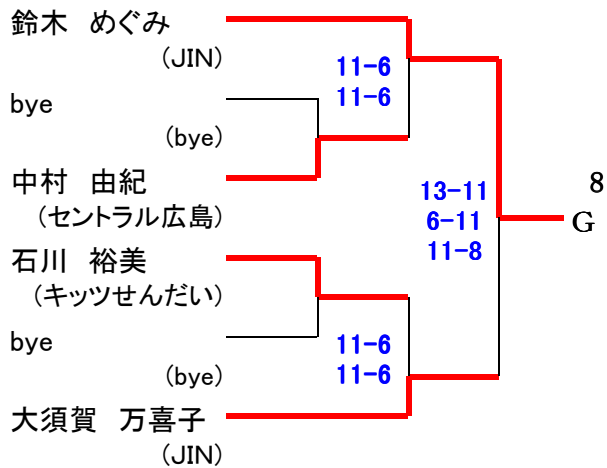 鈴木　めぐみ
(JIN)
bye
(bye)
中村　由紀
(セントラル広島)
石川　裕美
(キッツせんだい)
bye
(bye)
大須賀　万喜子
(JIN)
11-6
11-6
11-6
11-6
13-11
6-11
11-8
8
G